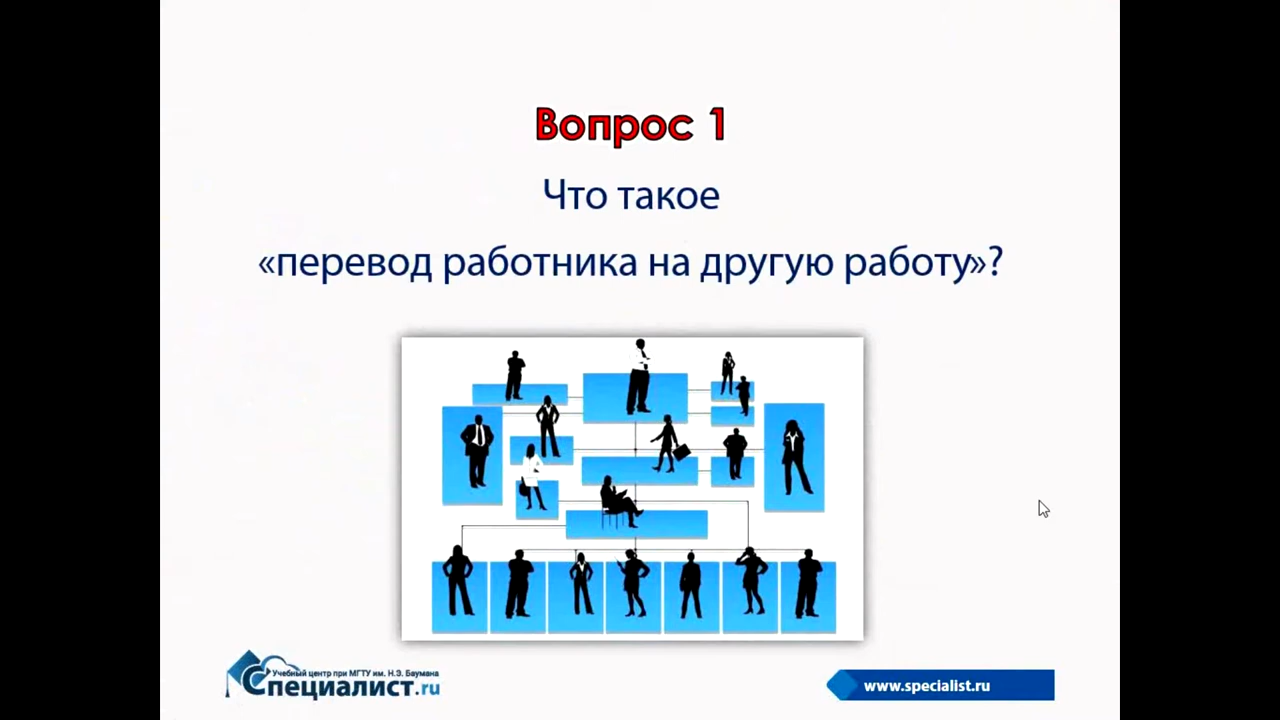 Вопрос 1
Что такое
«перевод работника на другую работу»?
Учебный центр при МГТУ им. Н.Э. Баумана
Специалист.ru
www.specialist.ru